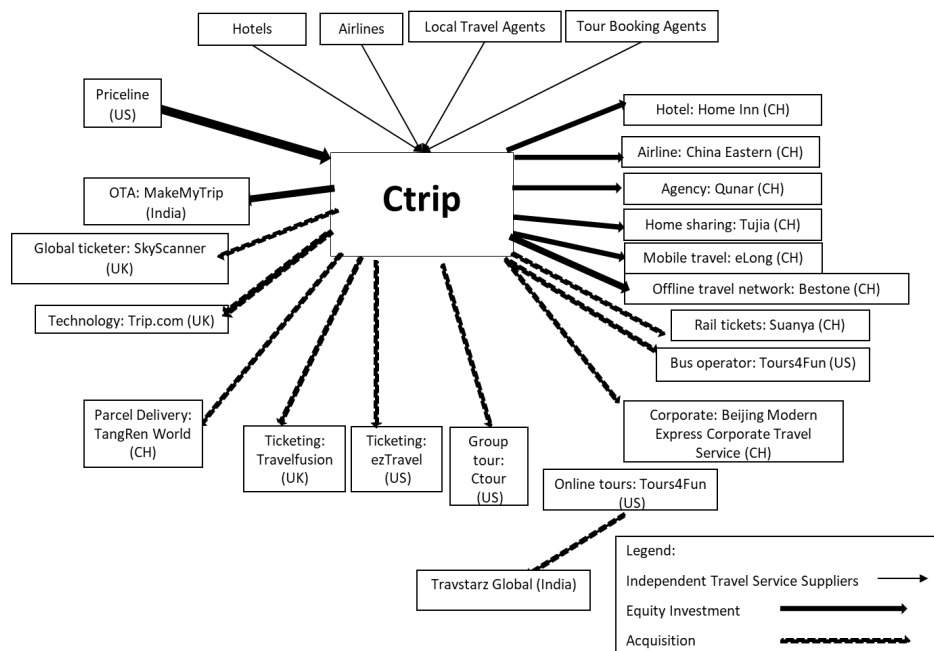 Hotels
Airlines
Local Travel Agents
Tour Booking Agents
Priceline
(US)
Hotel: Home Inn (CH)
Airline: China Eastern (CH)
Ctrip
OTA: MakeMyTrip
(India)
Agency: Qunar (CH)
Home sharing: Tujia (CH)
Global ticketer: SkyScanner
(UK)
Mobile travel: eLong (CH)
Offline travel network: Bestone (CH)
Technology: Trip.com (UK)
Rail tickets: Suanya (CH)
Bus operator: Tours4Fun (US)
Parcel Delivery:
TangRen World
(CH)
Ticketing:
Travelfusion
(UK)
Ticketing:
ezTravel
(US)
Group
tour:
Ctour
(US)
Corporate: Beijing Modern
Express Corporate Travel
Service (CH)
Online tours: Tours4Fun
(US)
Travstarz Global (India)
Legend:
Independent Travel Service Suppliers
Equity Investment
Acquisition